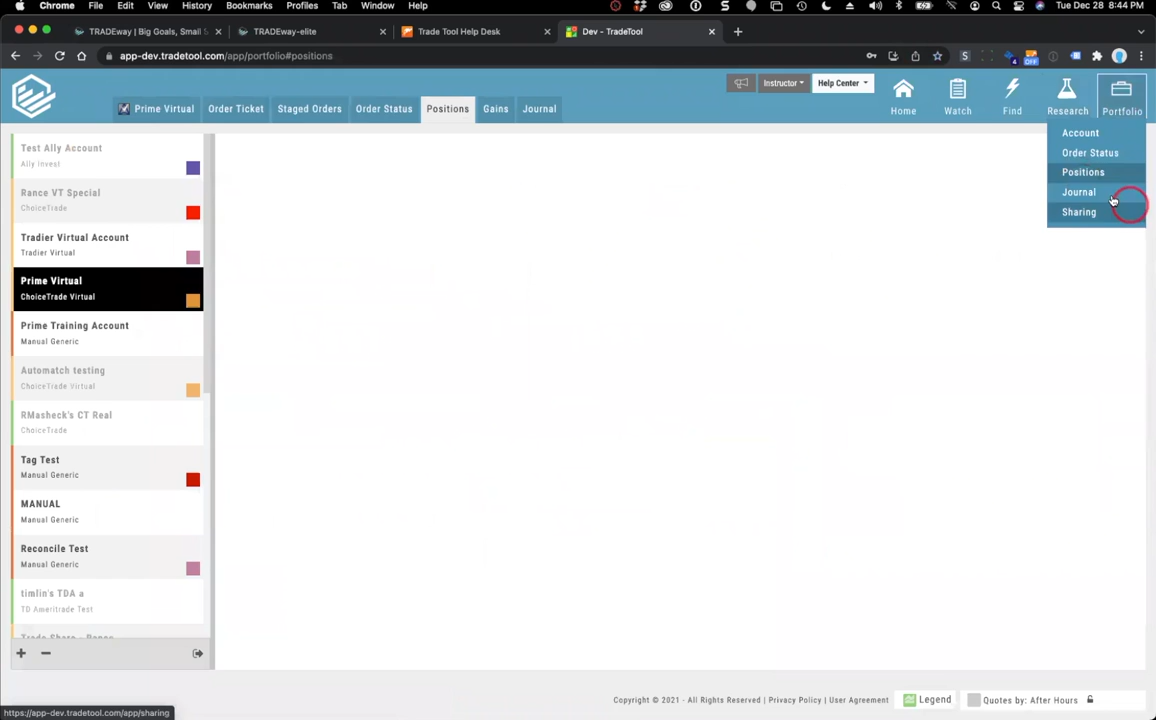 Chrome File Edit View History Bookmarks Profiles Tab Window Help
Tue Dec 28 8:44 PM
TRADEway | Big Goals, Small S
TRADEway-elite
Trade Tool Help Desk
Dev - TradeTool
app-dev.tradetool.com/app/portfolio#positions
4
OFF
Instructor
Help Center
Home
Watch
Find
Research
Portfolio
Prime Virtual
Order Ticket
Staged Orders
Order Status
Positions
Gains
Journal
Account
Order Status
Positions
Journal
Sharing
Test Ally Account
Ally Invest
Rance VT Special
ChoiceTrade
Tradier Virtual Account
Tradier Virtual
Prime Virtual
ChoiceTrade Virtual
Prime Training Account
Manual Generic
Automatch testing
ChoiceTrade Virtual
RMasheck's CT Real
ChoiceTrade
Tag Test
Manual Generic
MANUAL
Manual Generic
Reconcile Test
Manual Generic
timlin's TDA a
TD Ameritrade Test
Copyright © 2021 - All Rights Reserved | Privacy Policy | User Agreement
Legend
Quotes by: After Hours
https://app-dev.tradetool.com/app/sharing